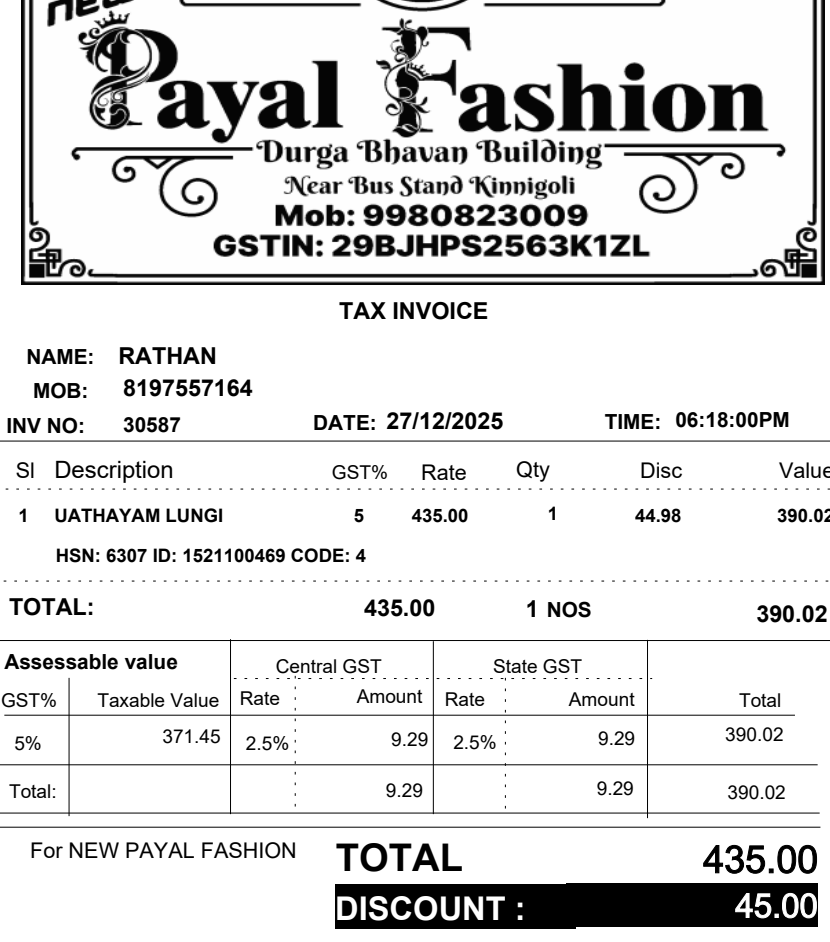 new
Payal Fashion
Durga Bhavan Building
Near Bus Stand Kinnigoli
Mob: 9980823009
GSTIN: 29BJHPS2563K1ZL
TAX INVOICE
NAME: RATHAN
MOB: 8197557164
INV NO: 30587 DATE: 27/12/2025 TIME: 06:18:00PM
Sl Description GST% Rate Qty Disc Value
1 UATHAYAM LUNGI 5 435.00 1 44.98 390.02
HSN: 6307 ID: 1521100469 CODE: 4
TOTAL: 435.00 1 NOS 390.02
Assessable value Central GST State GST
GST% Taxable Value Rate Amount Rate Amount Total
5% 371.45 2.5% 9.29 2.5% 9.29 390.02
Total: 9.29 9.29 390.02
For NEW PAYAL FASHION TOTAL 435.00
DISCOUNT : 45.00